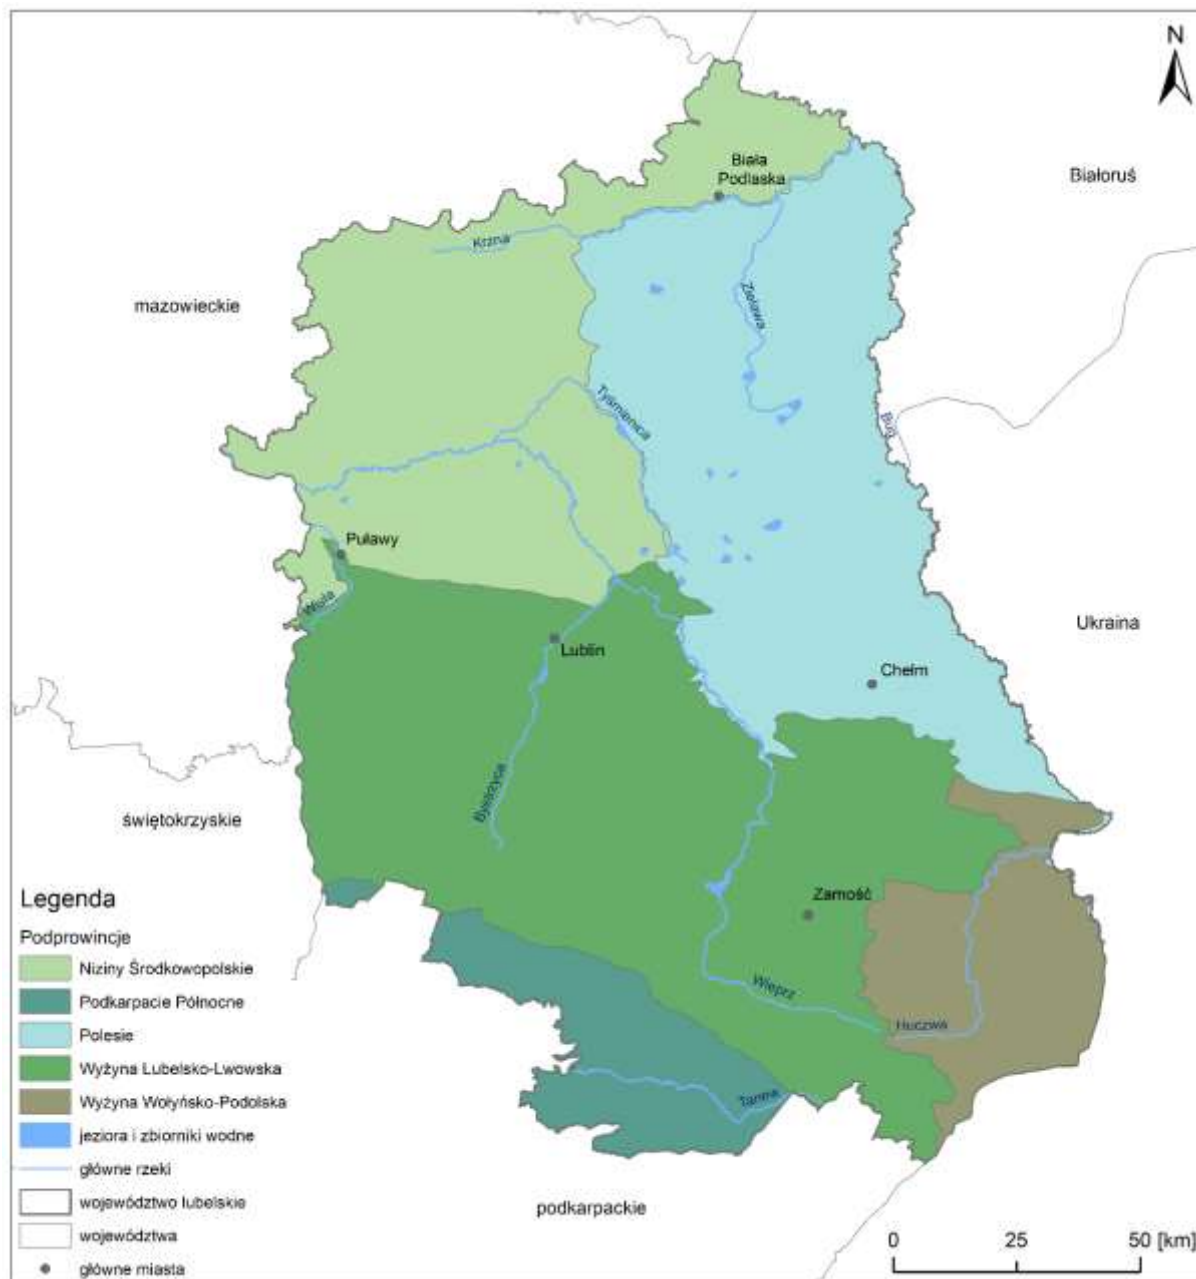 N
Biała
Podlaska
Białoruś
Krzna
mazowieckie
Zielawa
Tyśmienica
Bug
Puławy
Wisła
Lublin
Chełm
Ukraina
Bystrzyca
świętokrzyskie
Zamość
Wieprz
Huczwa
Tanew
podkarpackie
Legenda
Podprowincje
Niziny Środkowopolskie
Podkarpacie Północne
Polesie
Wyżyna Lubelsko-Lwowska
Wyżyna Wołyńsko-Podolska
jeziora i zbiorniki wodne
główne rzeki
województwo lubelskie
województwa
główne miasta
0 25 50 [km]